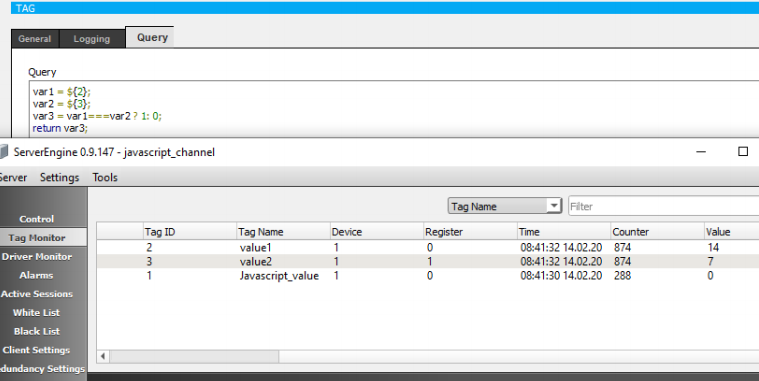 TAG
General Logging Query
Query
var1 = ${2};
var2 = ${3};
var3 = var1===var2 ? 1: 0;
return var3;
ServerEngine 0.9.147 - javascript_channel
Server Settings Tools
Tag Name Filter
Control
Tag Monitor
Driver Monitor
Alarms
Active Sessions
White List
Black List
Client Settings
edundancy Settings
Tag ID Tag Name Device Register Time Counter Value
2 value1 1 0 08:41:32 14.02.20 874 14
3 value2 1 1 08:41:32 14.02.20 874 7
1 Javascript_value 1 0 08:41:30 14.02.20 288 0